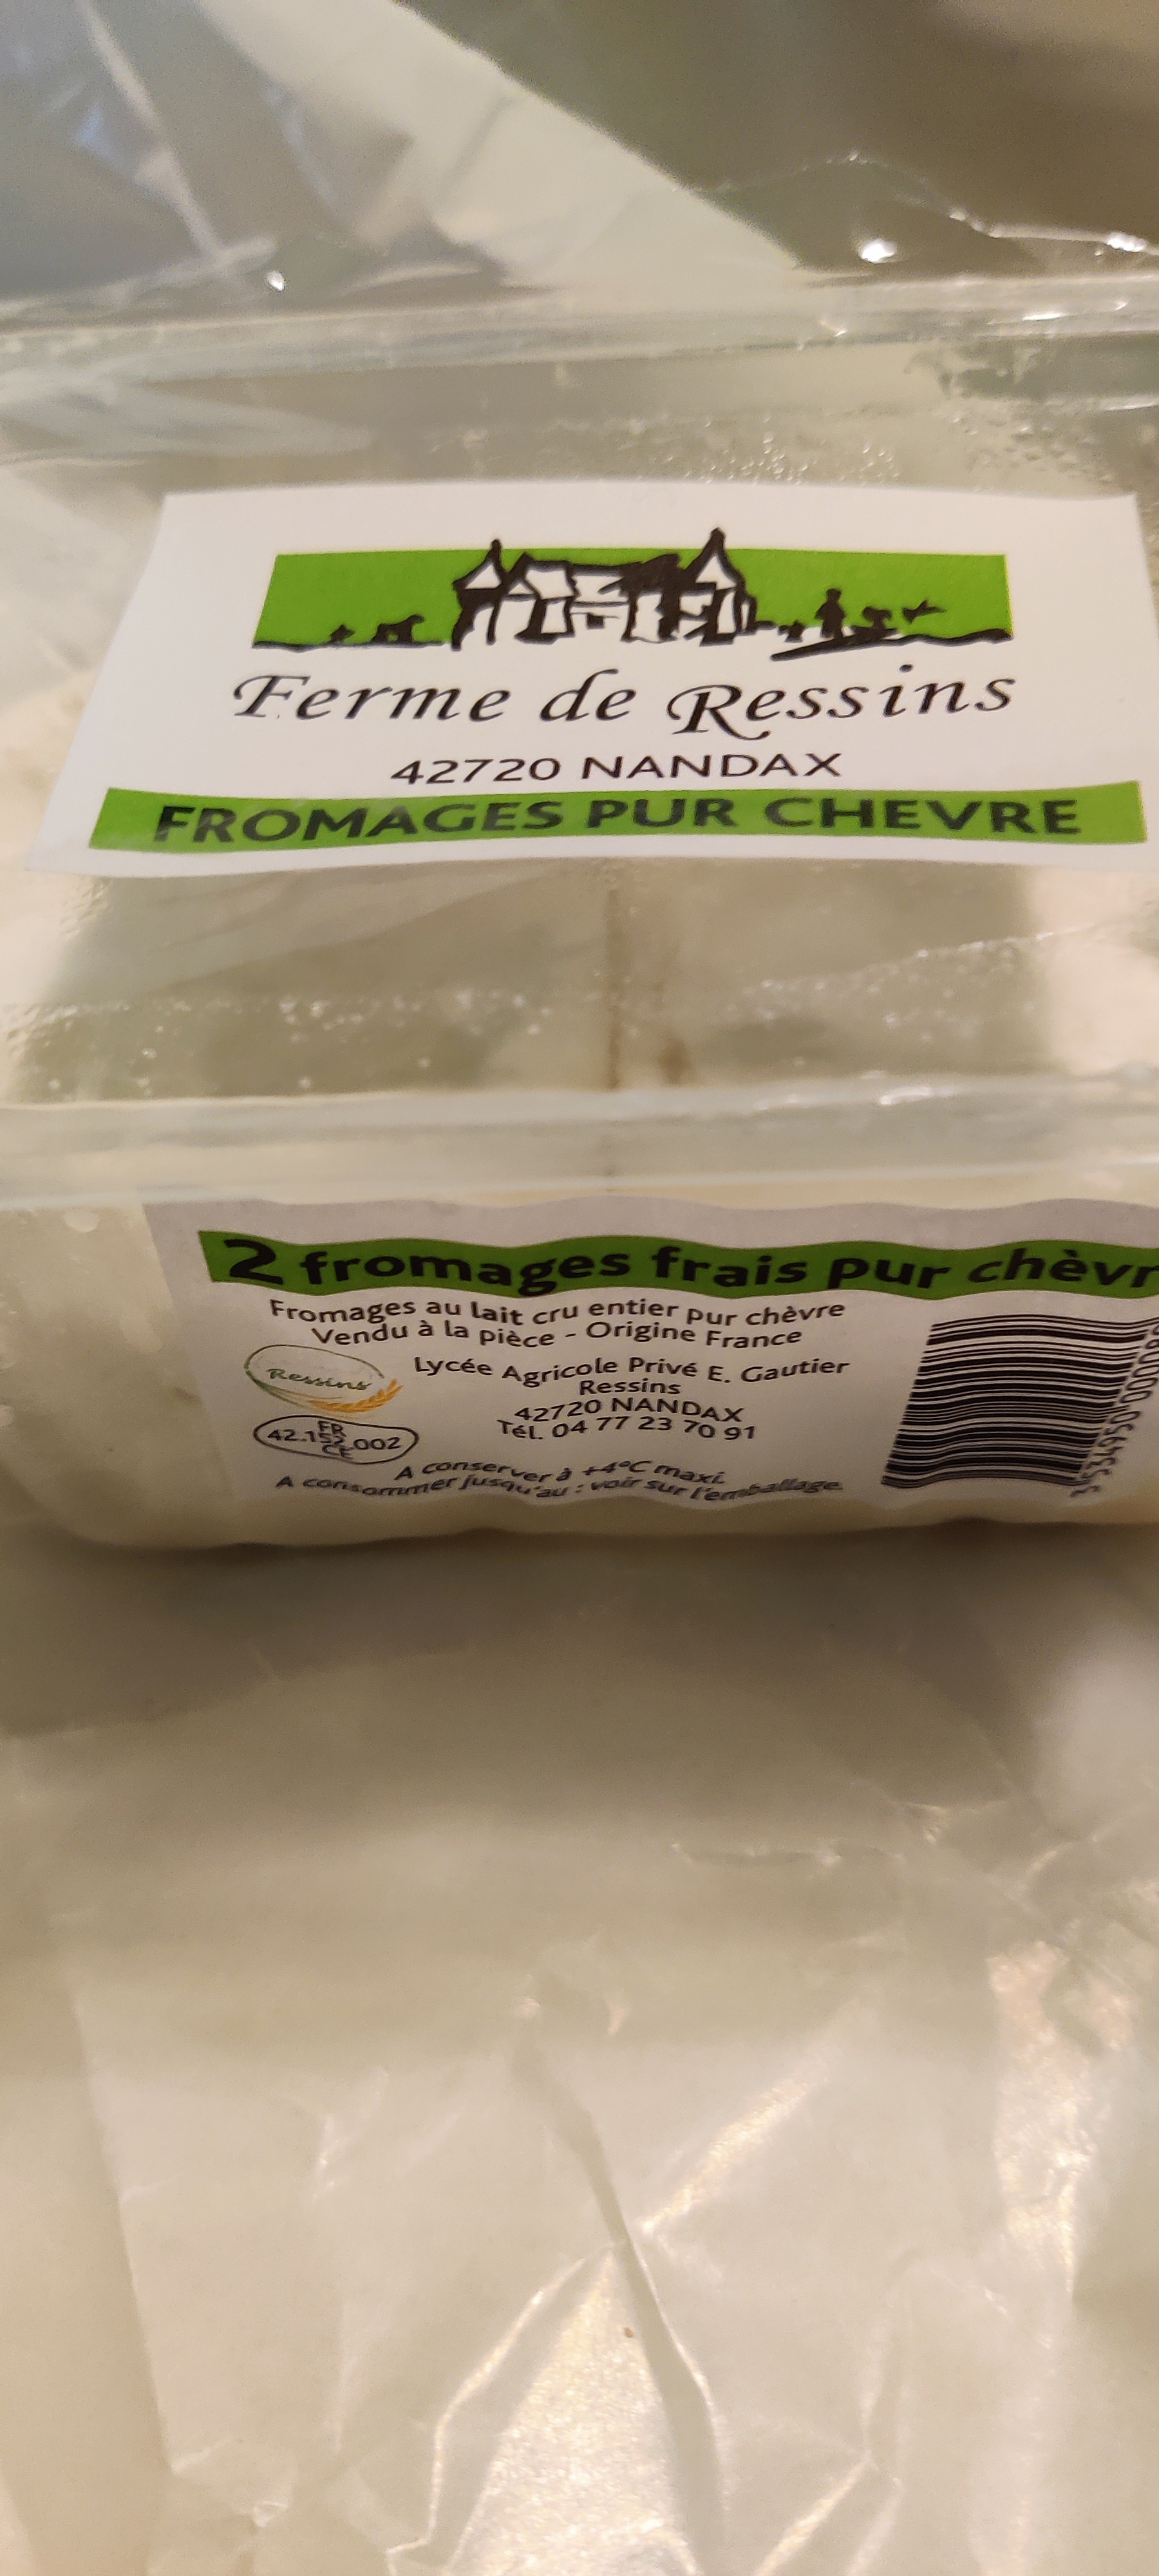 Ferme de Ressins
42720 NANDAX
FROMAGES PUR CHEVRE
2 fromages frais pur chèvr
Fromages au lait cru entier pur chèvre
Vendu à la pièce - Origine France
Ressins
Lycée Agricole Privé E. Gautier
Ressins
42720 NANDAX
Tél. 04 77 23 70 91
FR
42.152.002
CE
A conserver à +4°C maxi.
A consommer jusqu'au : voir sur l'emballage.